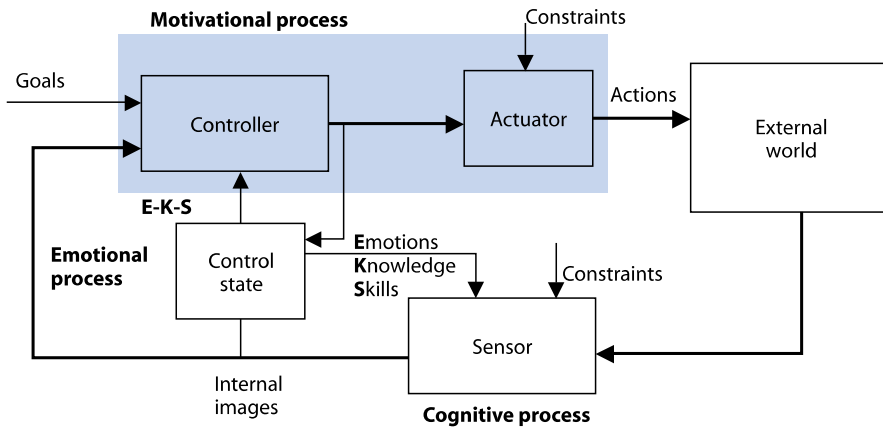 Motivational process
Constraints
Goals
Controller
Actuator
Actions
External
world
E-K-S
Emotional
process
Control
state
Emotions
Knowledge
Skills
Constraints
Sensor
Internal
images
Cognitive process